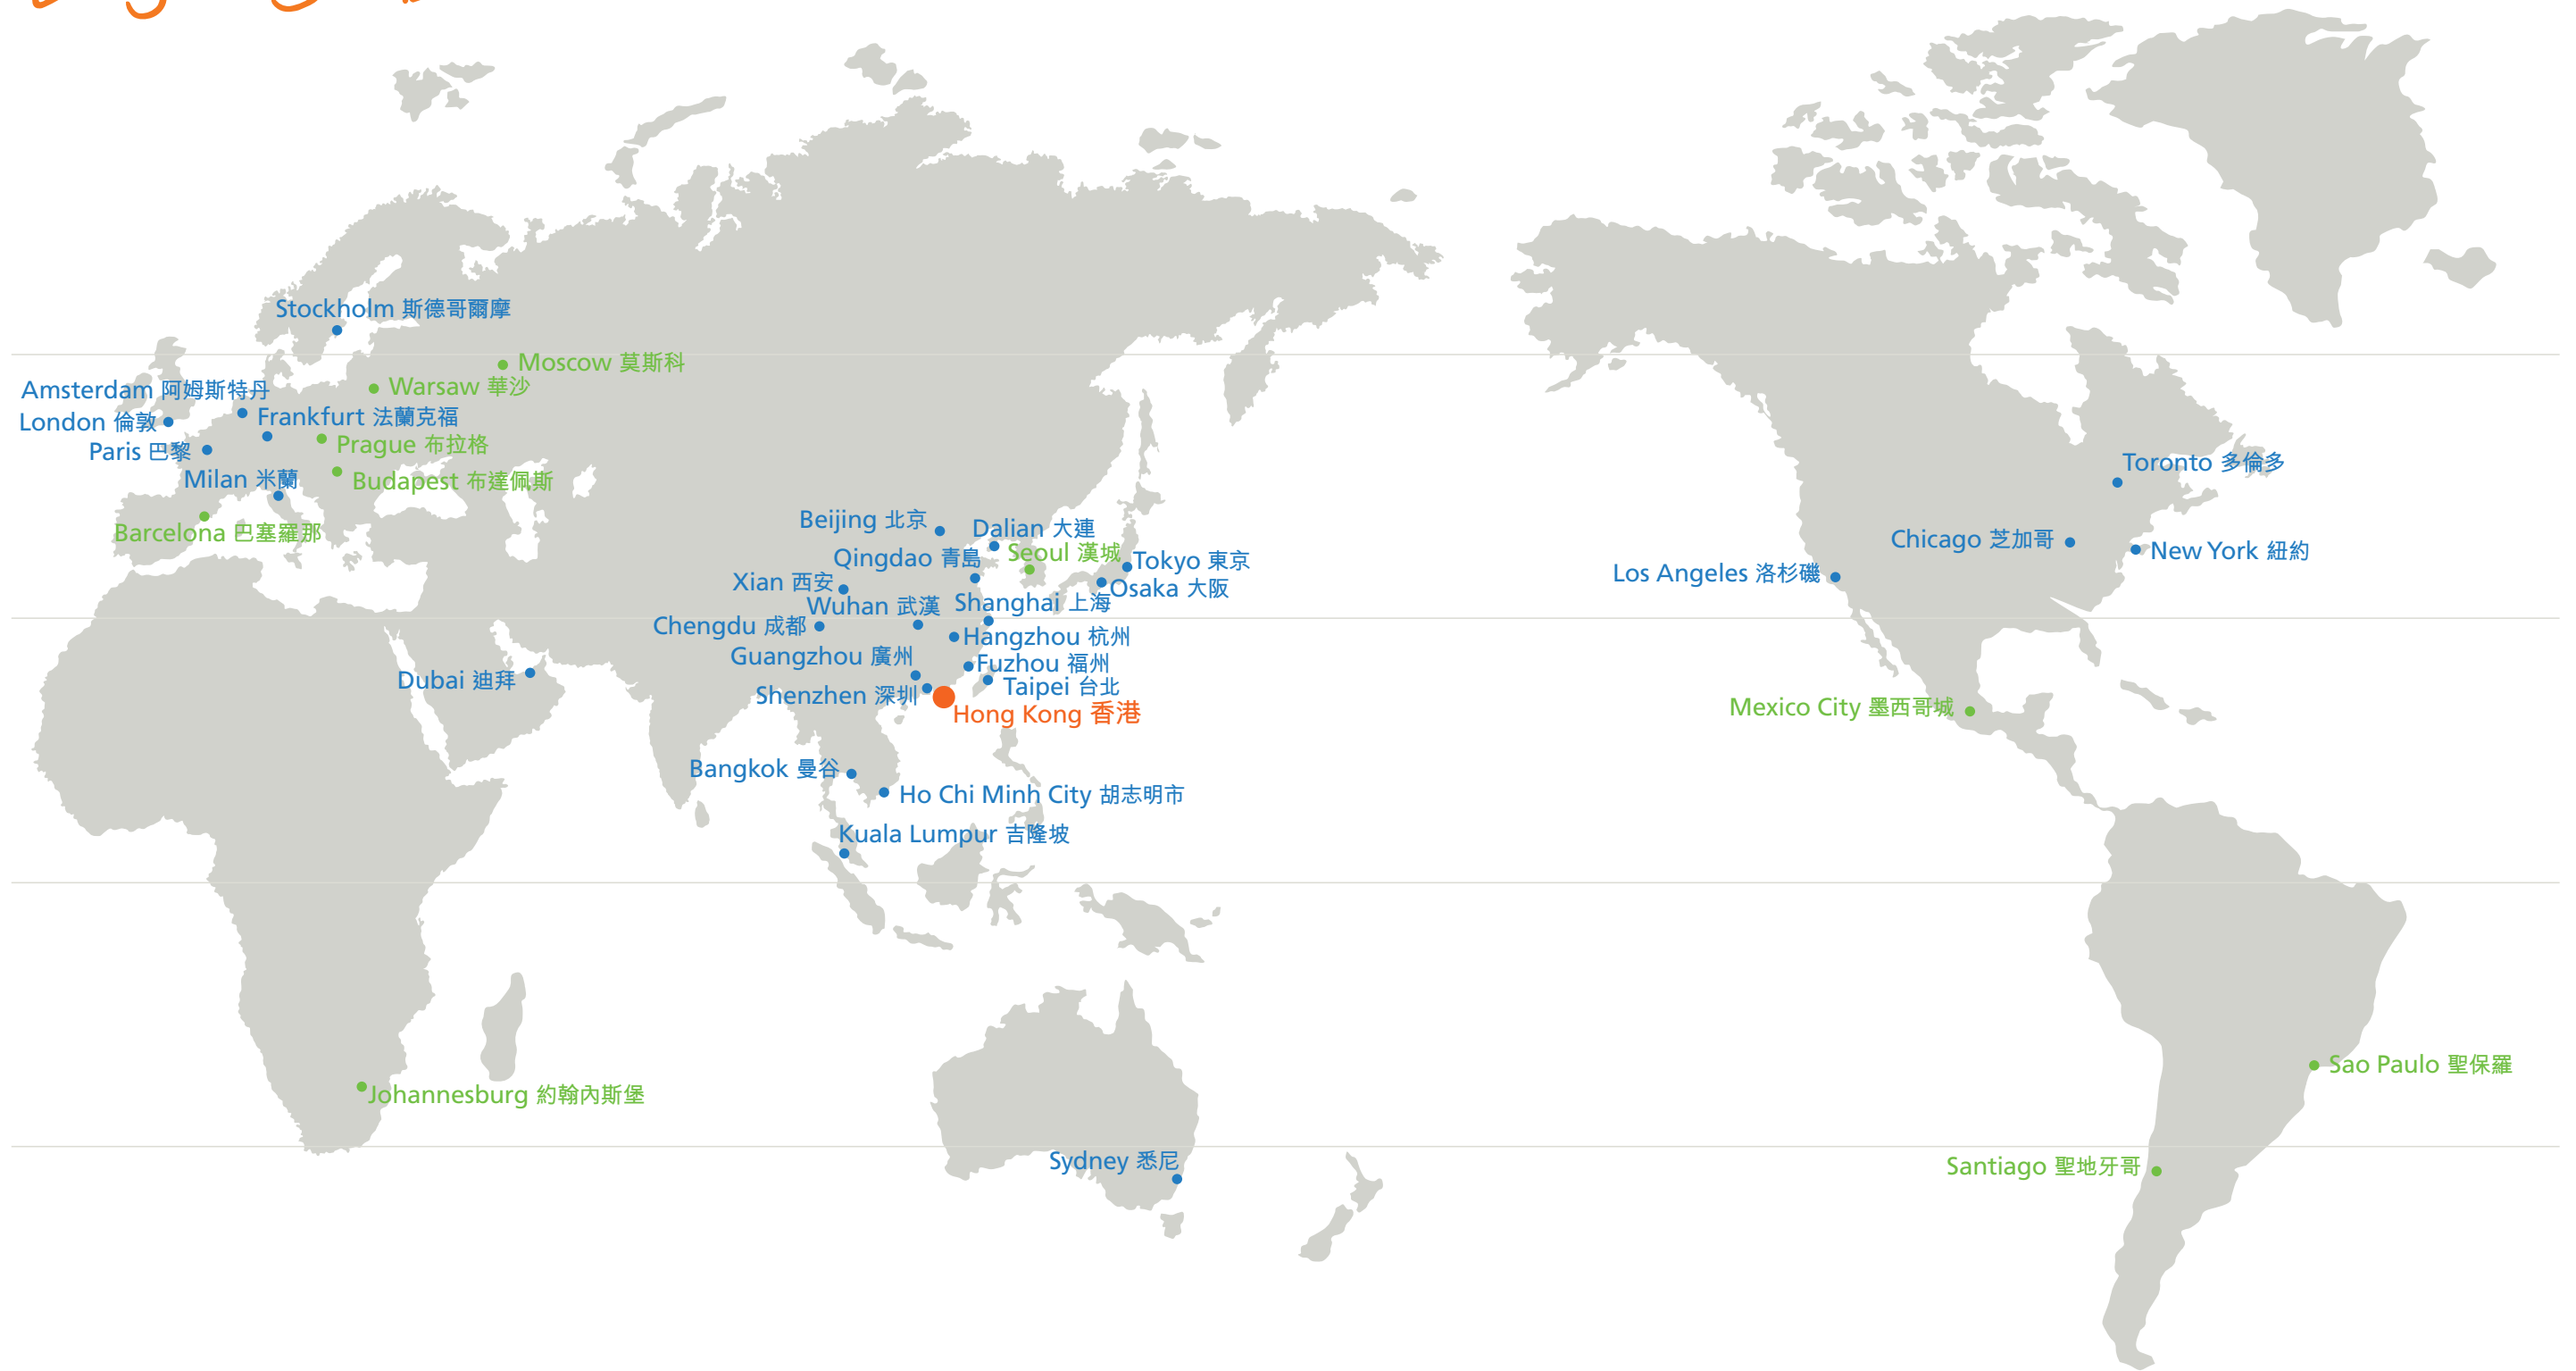 Stockholm 斯德哥爾摩
Moscow 莫斯科
Warsaw 華沙
Amsterdam 阿姆斯特丹
Frankfurt 法蘭克福
London 倫敦
Prague 布拉格
Paris 巴黎
Milan 米蘭
Budapest 布達佩斯
Barcelona 巴塞羅那
Beijing 北京
Dalian 大連
Seoul 漢城
Qingdao 青島
Tokyo 東京
Xian 西安
Osaka 大阪
Wuhan 武漢
Shanghai 上海
Chengdu 成都
Hangzhou 杭州
Guangzhou 廣州
Fuzhou 福州
Dubai 迪拜
Taipei 台北
Shenzhen 深圳
Hong Kong 香港
Bangkok 曼谷
Ho Chi Minh City 胡志明市
Kuala Lumpur 吉隆坡
Toronto 多倫多
Chicago 芝加哥
New York 紐約
Los Angeles 洛杉磯
Mexico City 墨西哥城
Johannesburg 約翰內斯堡
Sao Paulo 聖保羅
Sydney 悉尼
Santiago 聖地牙哥